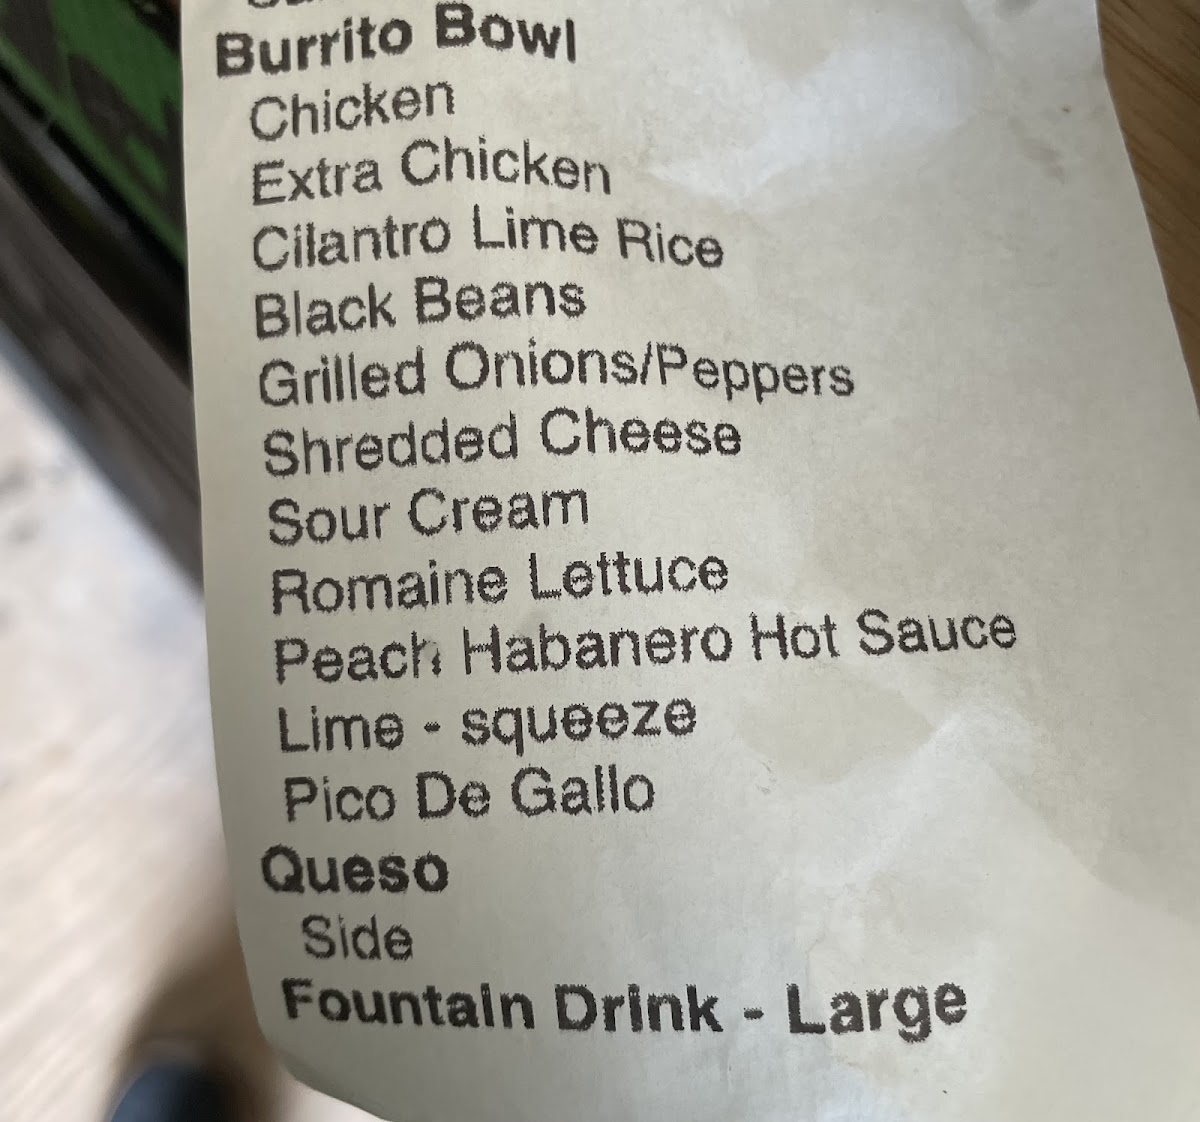 Burrito Bowl
Chicken
Extra Chicken
Cilantro Lime Rice
Black Beans
Grilled Onions/Peppers
Shredded Cheese
Sour Cream
Romaine Lettuce
Peach Habanero Hot Sauce
Lime - squeeze
Pico De Gallo
Queso
Side
Fountain Drink - Large